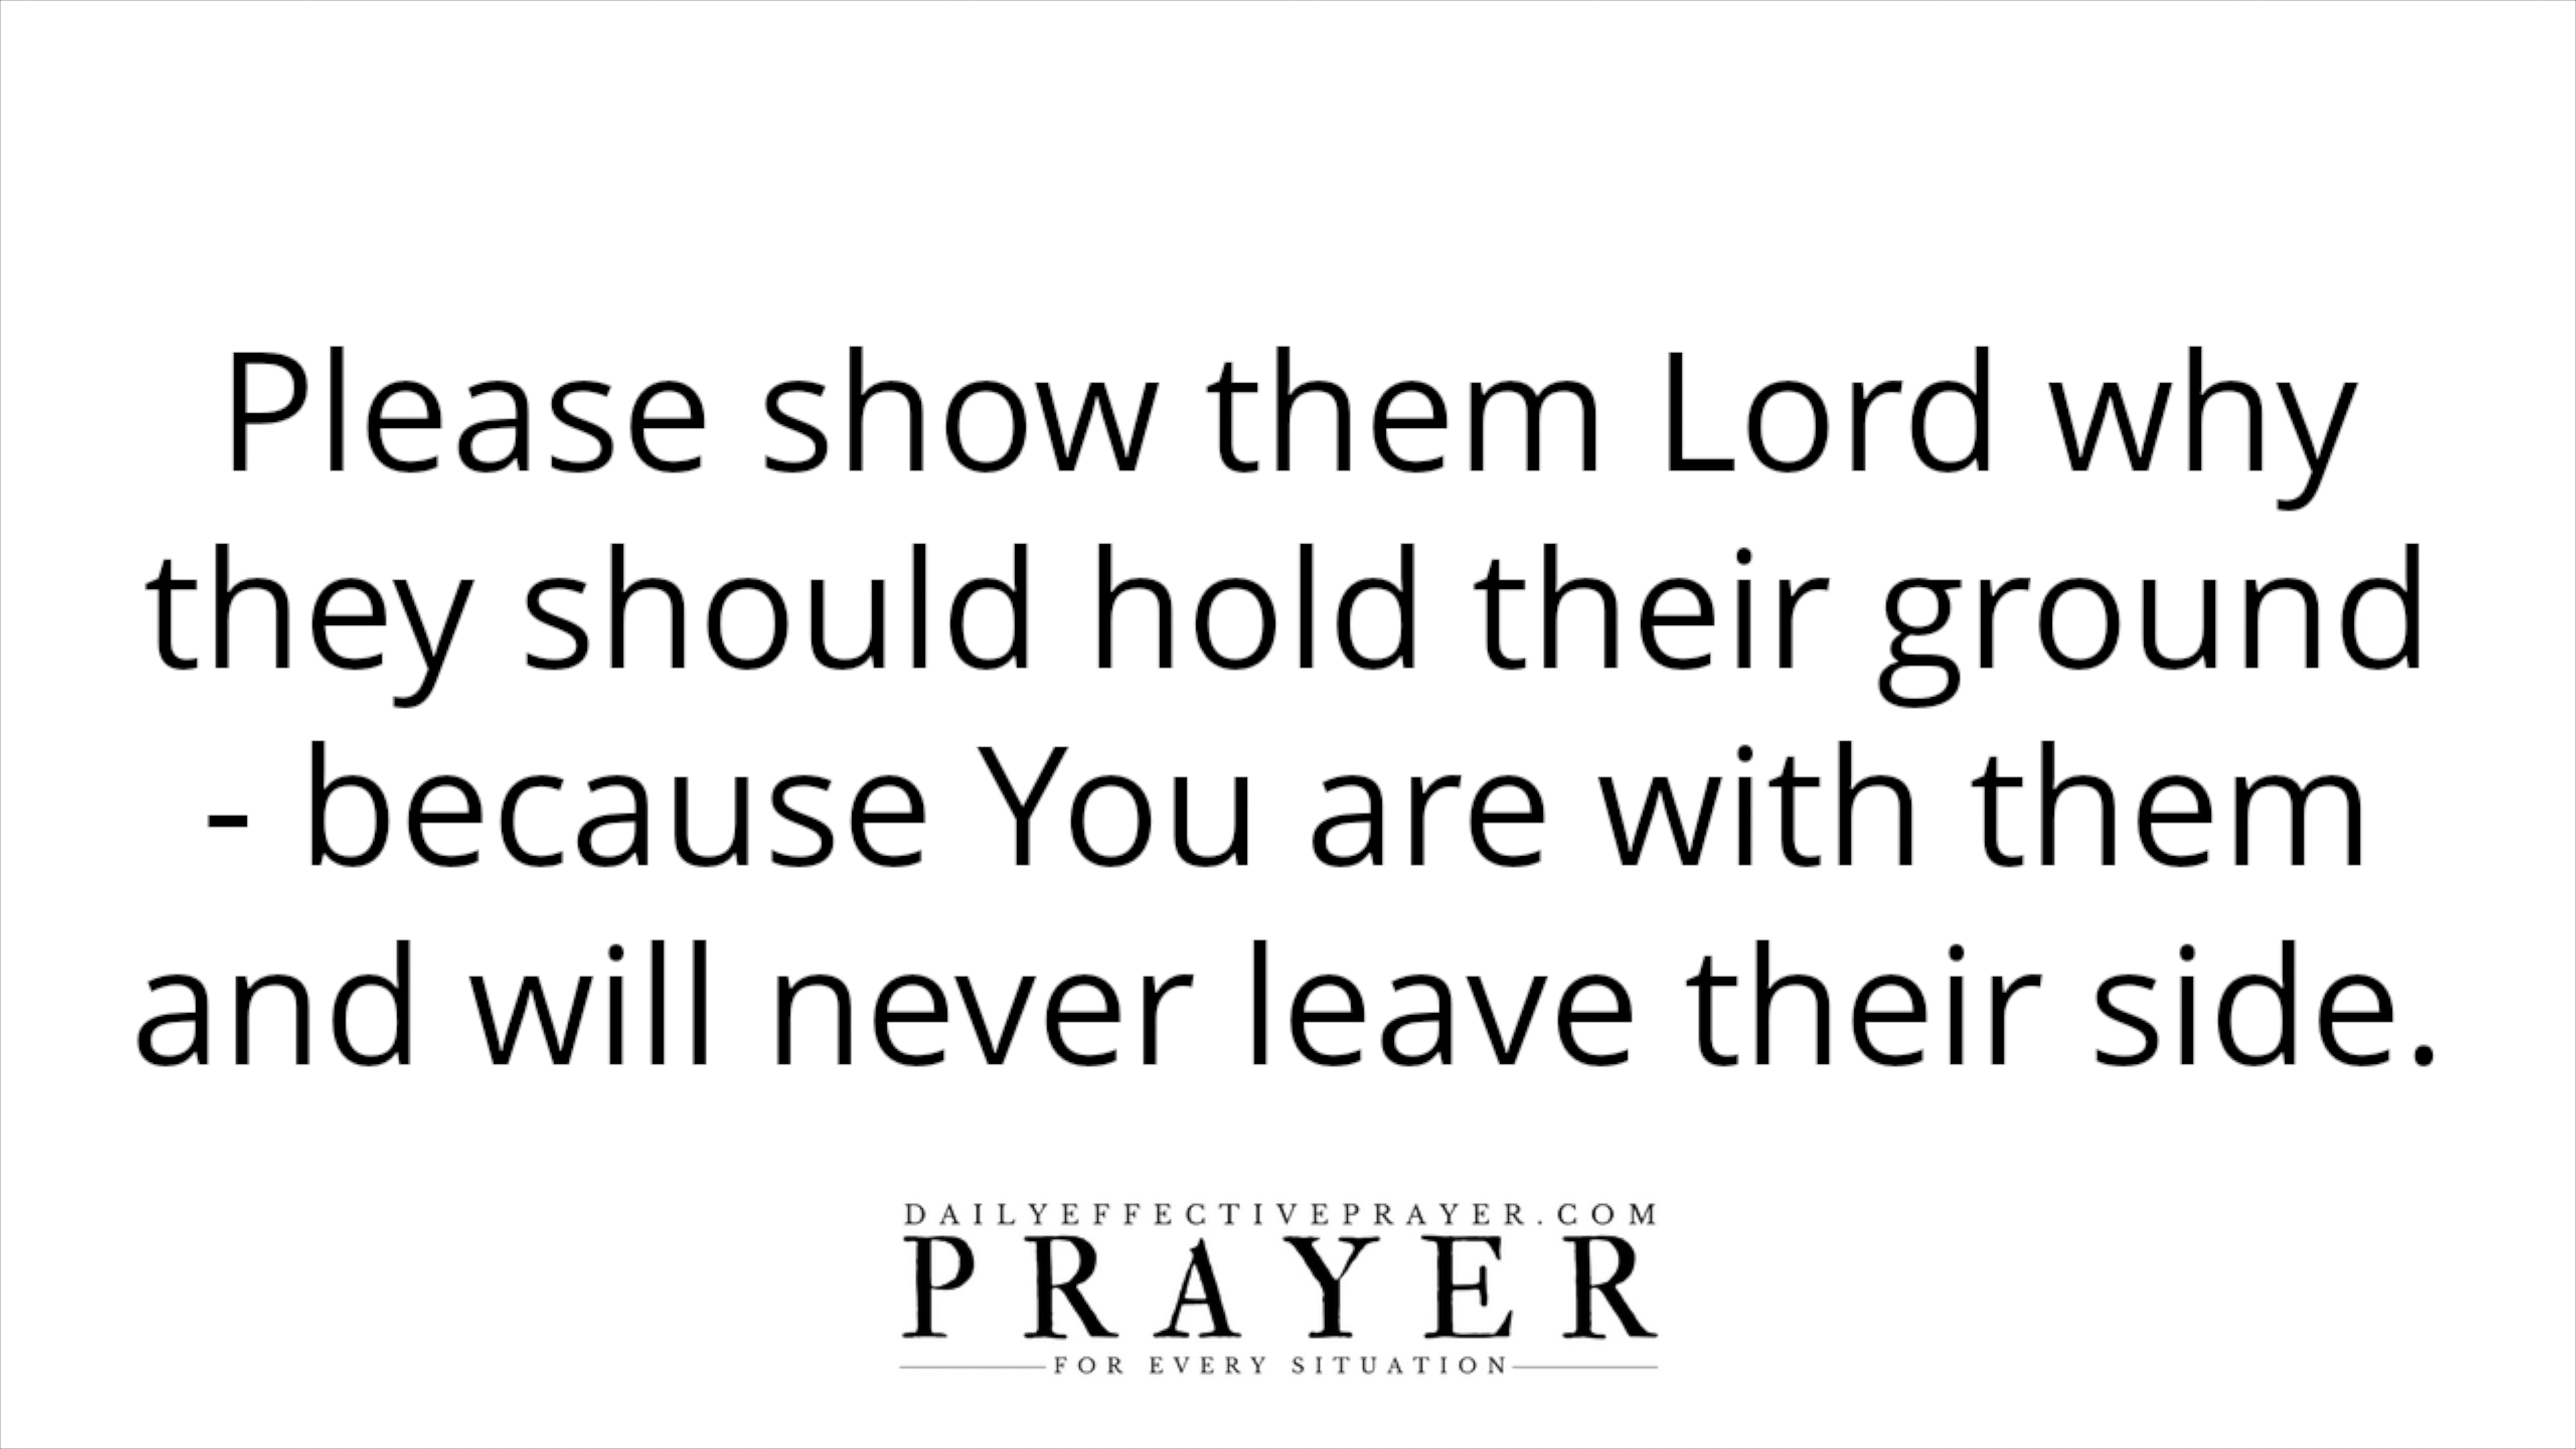 Please show them Lord why
they should hold their ground
- because You are with them
and will never leave their side.
DAILYEFFECTIVEPRAYER.COM
PRAYER
FOR EVERY SITUATION